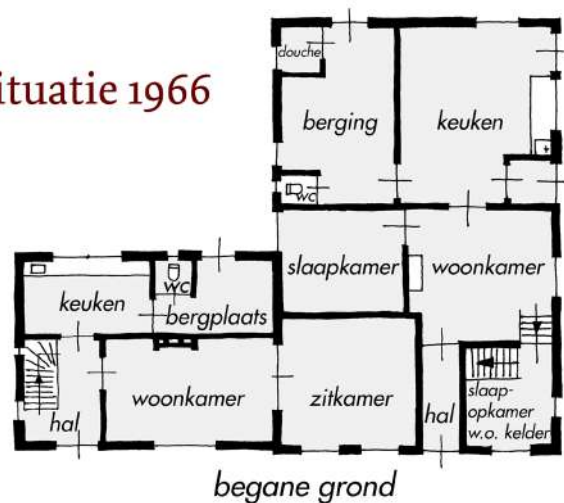 ituatie 1966
douche
berging
keuken
wc
slaapkamer
woonkamer
keuken
wc
bergplaats
woonkamer
zitkamer
hal
hal
slaap-
opkamer
w.o. kelder
begane grond